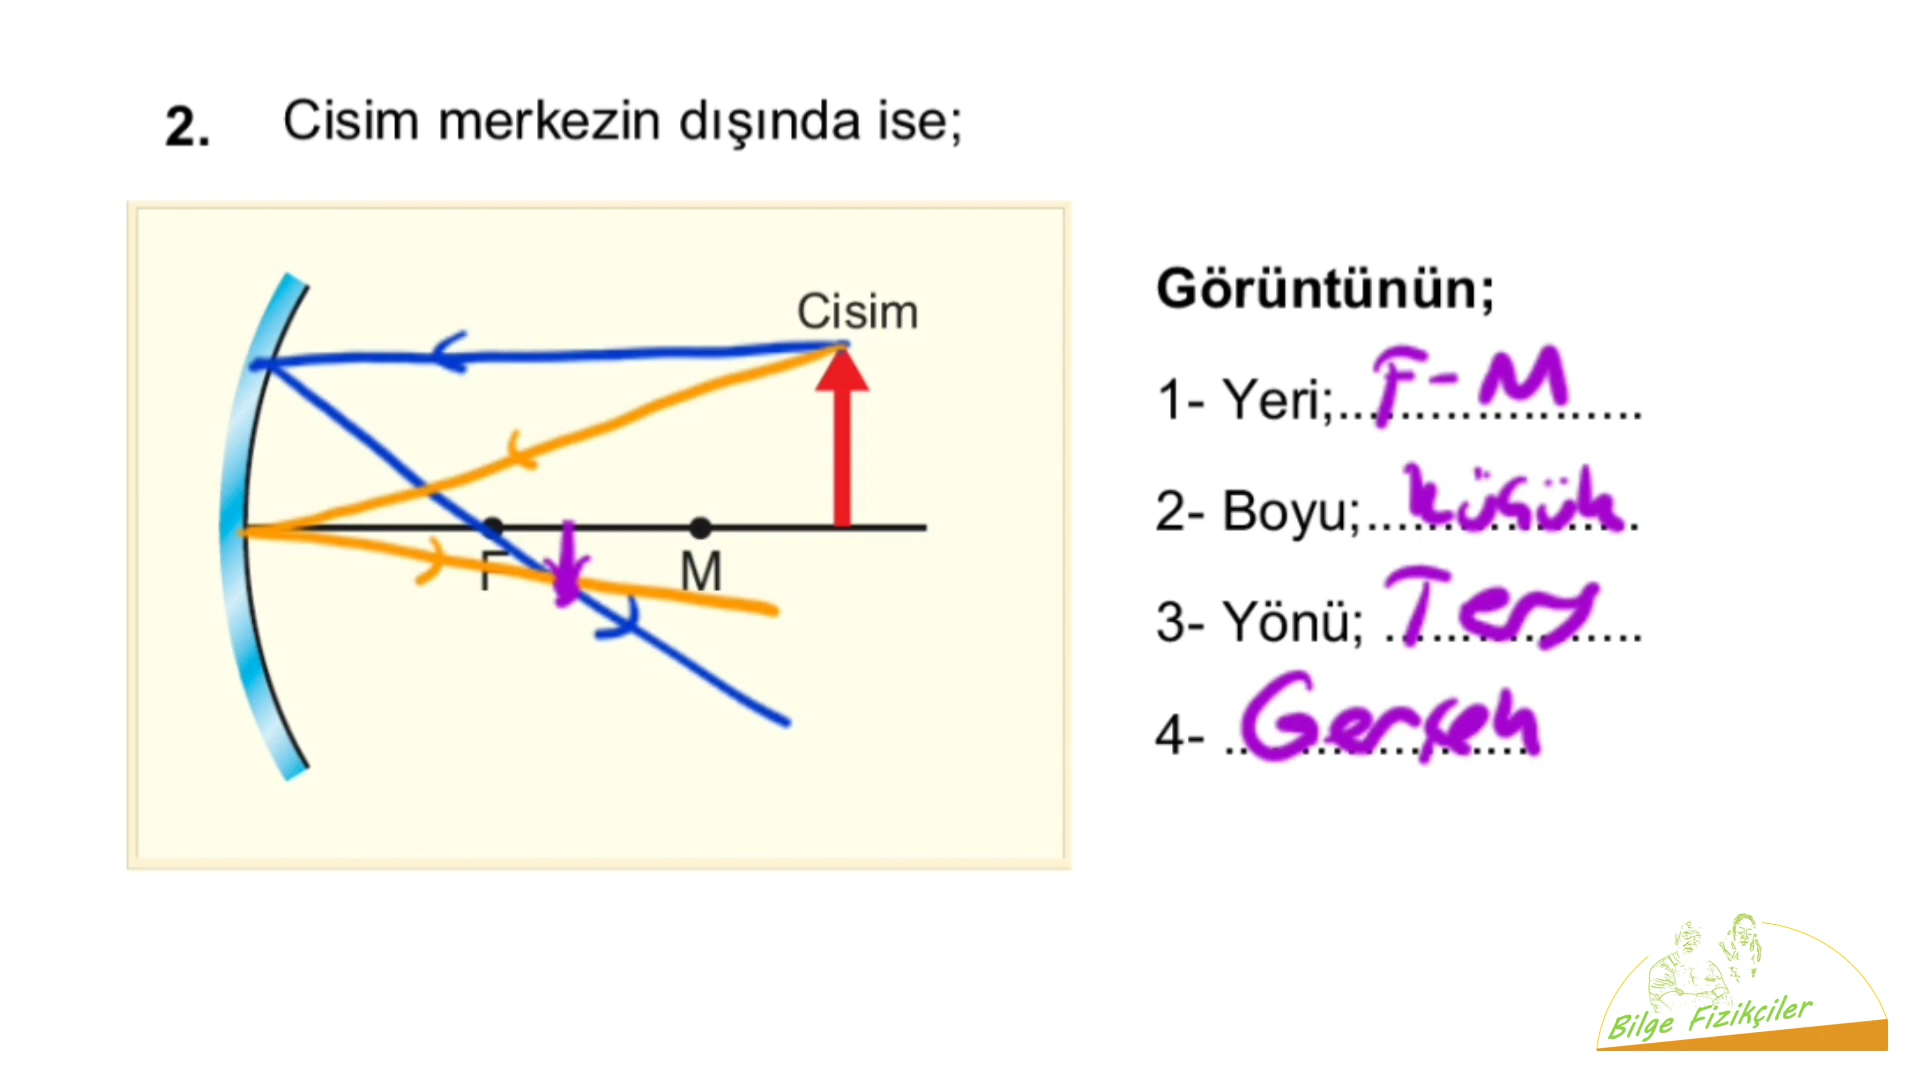 2. Cisim merkezin dışında ise;
Cisim
F
M
Görüntünün;
1- Yeri;....F-M....
2- Boyu;....küçük....
3- Yönü; ....Ters....
4- ....Gerçek....
Bilge Fizikçiler